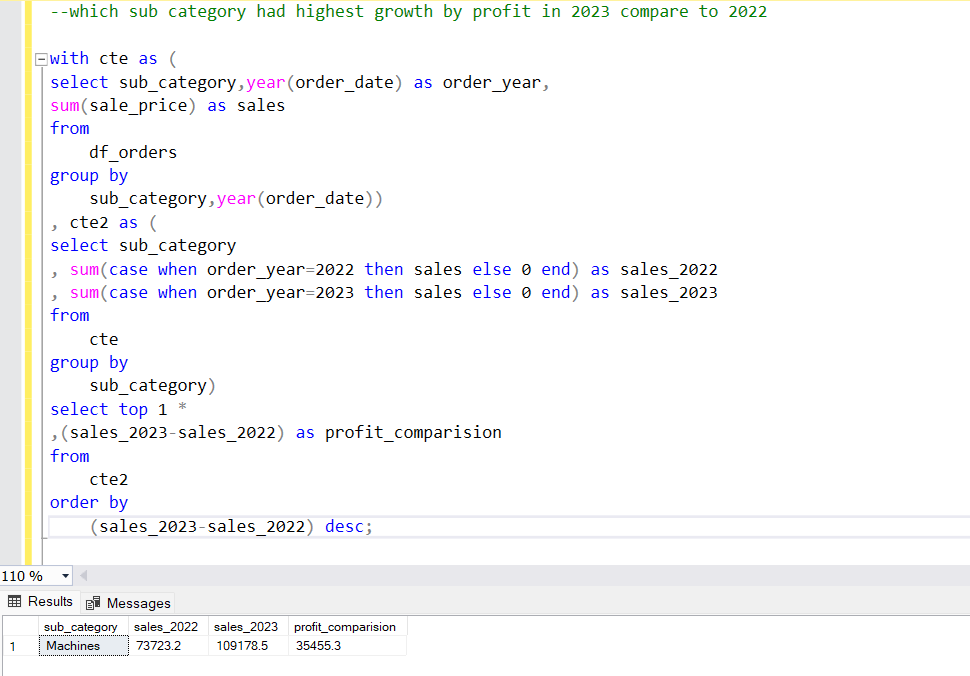 --which sub category had highest growth by profit in 2023 compare to 2022
with cte as (
select sub_category,year(order_date) as order_year,
sum(sale_price) as sales
from
df_orders
group by
sub_category,year(order_date))
, cte2 as (
select sub_category
, sum(case when order_year=2022 then sales else 0 end) as sales_2022
, sum(case when order_year=2023 then sales else 0 end) as sales_2023
from
cte
group by
sub_category)
select top 1 *
,(sales_2023-sales_2022) as profit_comparision
from
cte2
order by
(sales_2023-sales_2022) desc;
110 %
Results Messages
sub_category sales_2022 sales_2023 profit_comparision
1 Machines 73723.2 109178.5 35455.3